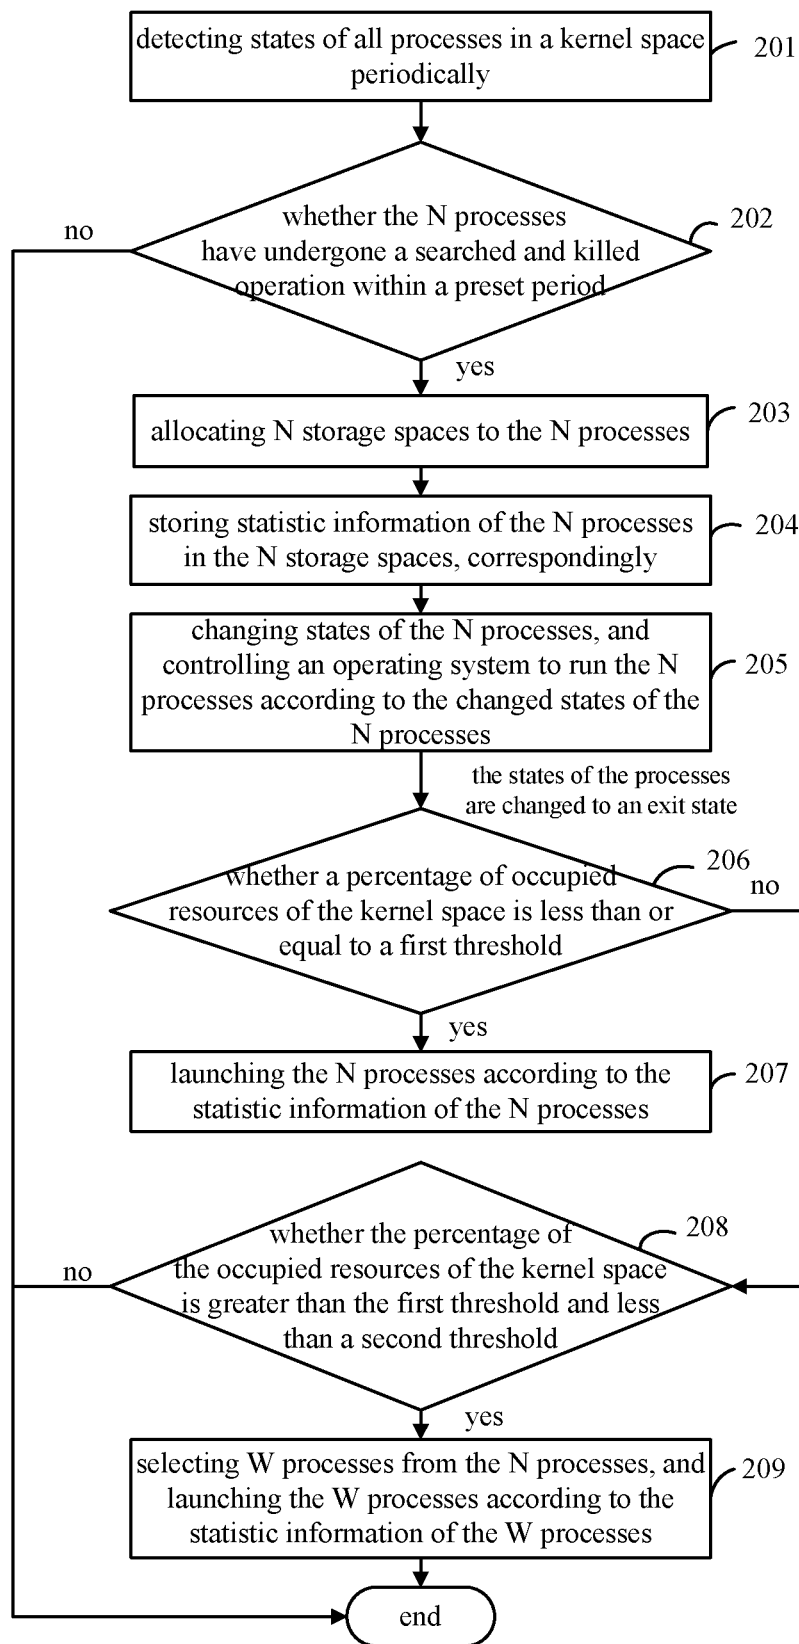 detecting states of all processes in a kernel space
periodically
201
whether the N processes
have undergone a searched and killed
operation within a preset period
202
no
yes
allocating N storage spaces to the N processes
203
storing statistic information of the N processes
in the N storage spaces, correspondingly
204
changing states of the N processes, and
controlling an operating system to run the N
processes according to the changed states of the
N processes
205
the states of the processes
are changed to an exit state
whether a percentage of occupied
resources of the kernel space is less than or
equal to a first threshold
206
no
yes
launching the N processes according to the
statistic information of the N processes
207
whether the percentage of
the occupied resources of the kernel space
is greater than the first threshold and less
than a second threshold
208
no
yes
selecting W processes from the N processes, and
launching the W processes according to the
statistic information of the W processes
209
end